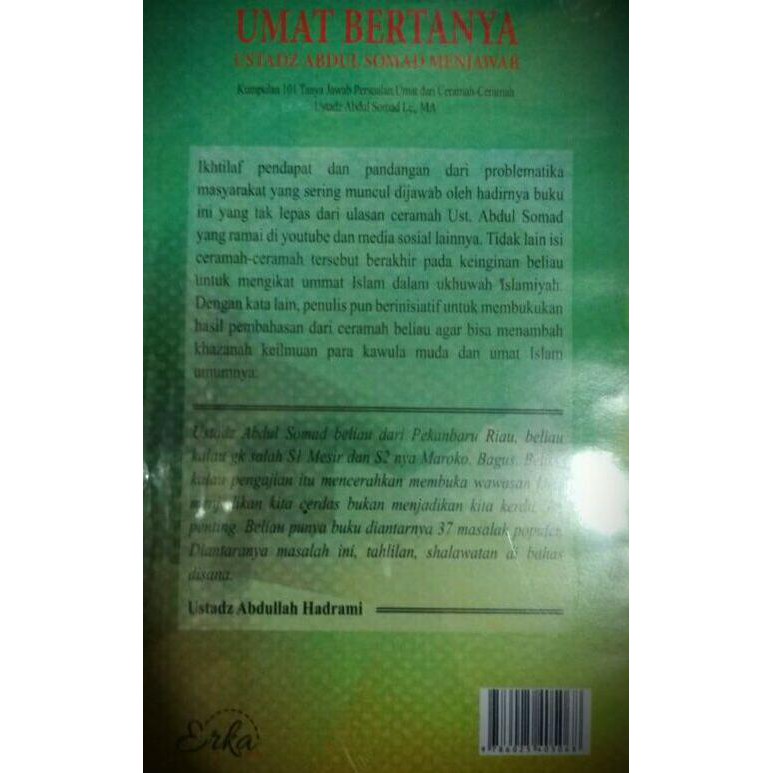 UMAT BERTANYA
USTADZ ABDUL SOMAD MENJAWAB
Kumpulan 101 Tanya Jawab Persoalan Umat dari Ceramah-Ceramah
Ustadz Abdul Somad Lc., MA
Ikhtilaf pendapat dan pandangan dari problematika
masyarakat yang sering muncul dijawab oleh hadirnya buku
ini yang tak lepas dari ulasan ceramah Ust. Abdul Somad
yang ramai di youtube dan media sosial lainnya. Tidak lain isi
ceramah-ceramah tersebut berakhir pada keinginan beliau
untuk mengikat ummat Islam dalam ukhuwah Islamiyah.
Dengan kata lain, penulis pun berinisiatif untuk membukukan
hasil pembahasan dari ceramah beliau agar bisa menambah
khazanah keilmuan para kawula muda dan umat Islam
umumnya.
Ustadz Abdul Somad beliau dari Pekanbaru Riau, beliau
kalau gk salah S1 Mesir dan S2 nya Maroko. Bagus.
kalau pengajian itu mencerahkan membuka wawasan
menjadikan kita cerdas bukan menjadikan kita
penting. Beliau punya buku diantarnya 37 masalak populer.
Diantaranya masalah ini, tahlilan, shalawatan di bahas
disana.
Ustadz Abdullah Hadrami
Erka